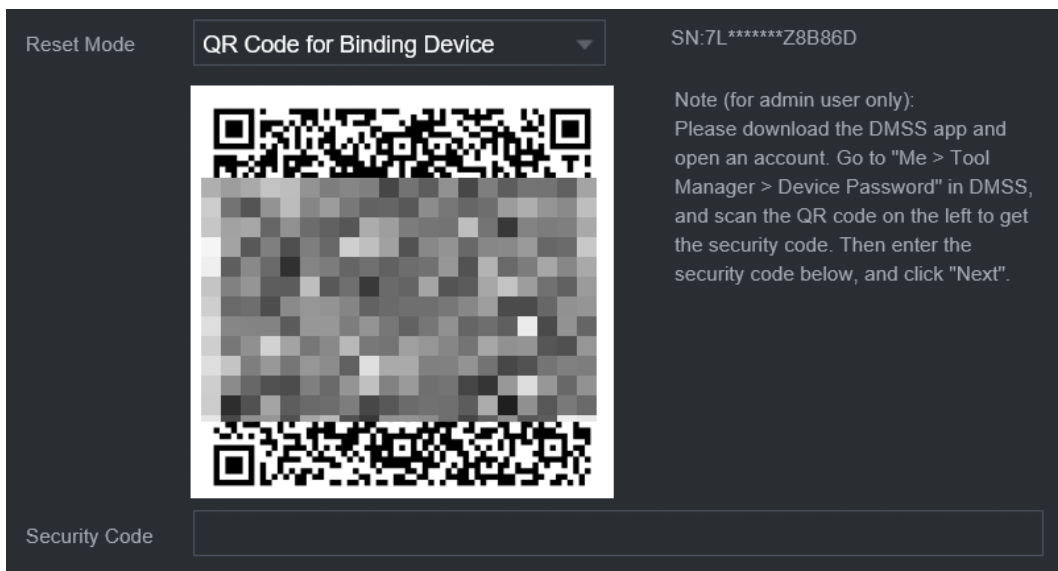 Reset Mode
QR Code for Binding Device
SN:7L*******Z8B86D
Note (for admin user only):
Please download the DMSS app and
open an account. Go to "Me > Tool
Manager > Device Password" in DMSS,
and scan the QR code on the left to get
the security code. Then enter the
security code below, and click "Next".
Security Code